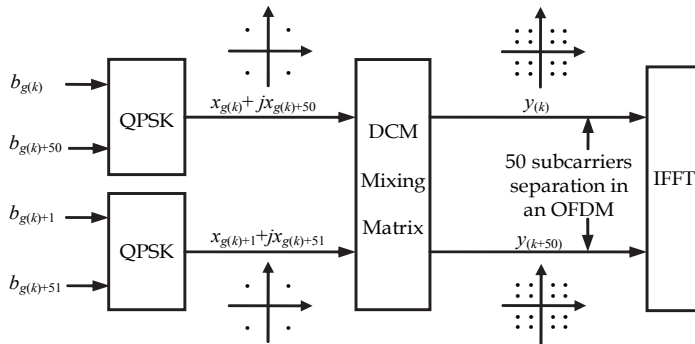 b_{g(k)}
b_{g(k)+50}
QPSK
x_{g(k)}+ jx_{g(k)+50}
b_{g(k)+1}
b_{g(k)+51}
QPSK
x_{g(k)+1}+jx_{g(k)+51}
DCM
Mixing
Matrix
y_{(k)}
50 subcarriers
separation in
an OFDM
y_{(k+50)}
IFFT